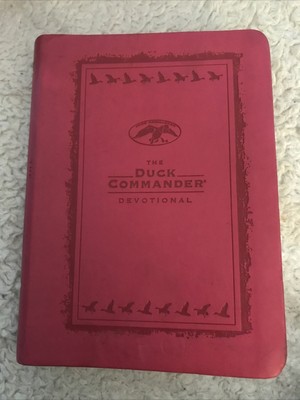 THE
DUCK
COMMANDER®
DEVOTIONAL